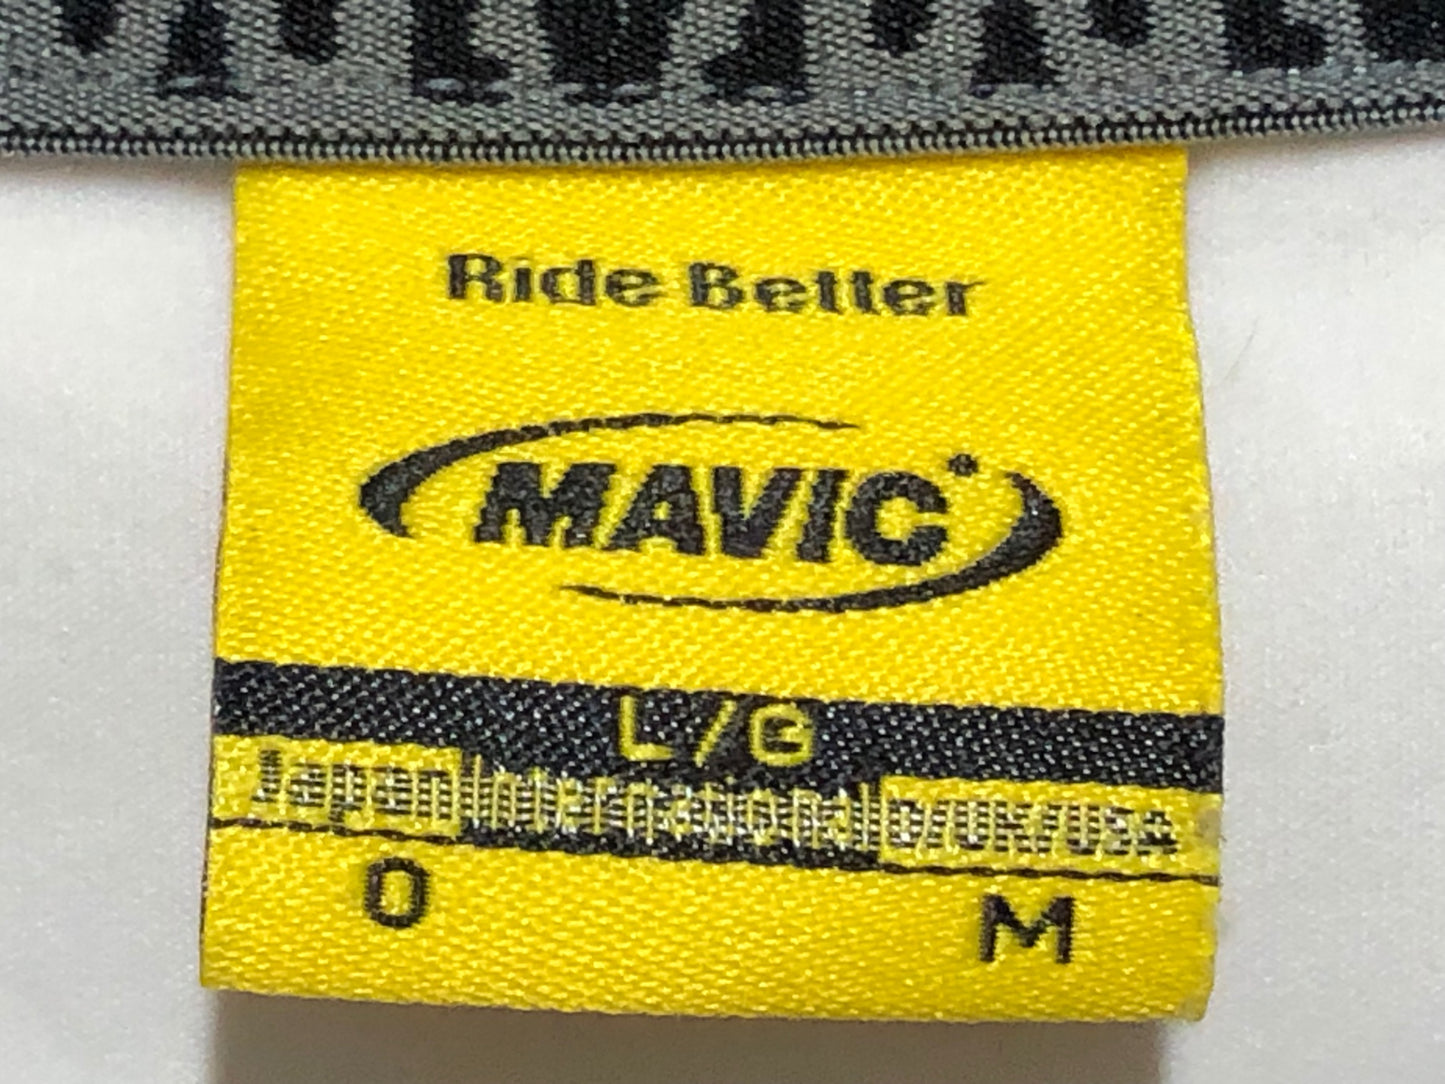 Ride Better
MAVIC
L/G
Japan International D/UK/USA
O M